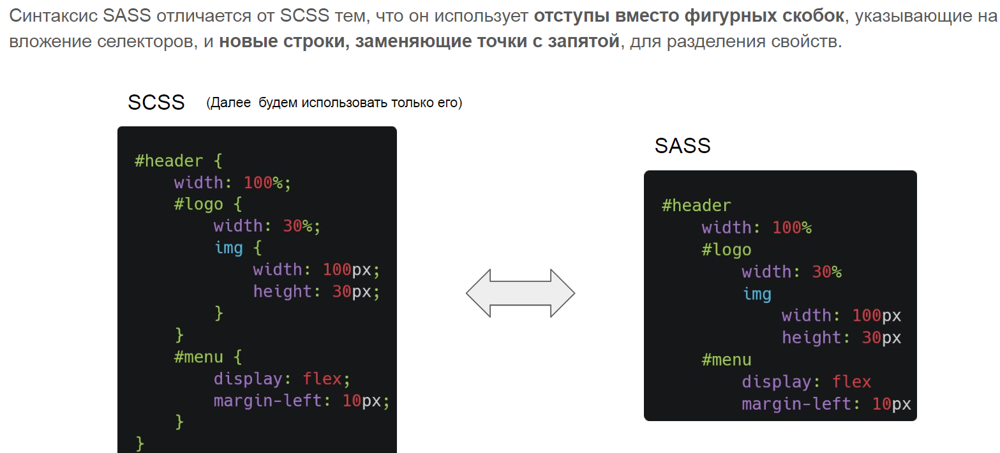 Синтаксис SASS отличается от SCSS тем, что он использует отступы вместо фигурных скобок, указывающие на
вложение селекторов, и новые строки, заменяющие точки с запятой, для разделения свойств.
SCSS (Далее будем использовать только его)
#header {
    width: 100%;
    #logo {
        width: 30%;
        img {
            width: 100px;
            height: 30px;
        }
    }
    #menu {
        display: flex;
        margin-left: 10px;
    }
}
SASS
#header
    width: 100%
    #logo
        width: 30%
        img
            width: 100px
            height: 30px
    #menu
        display: flex
        margin-left: 10px